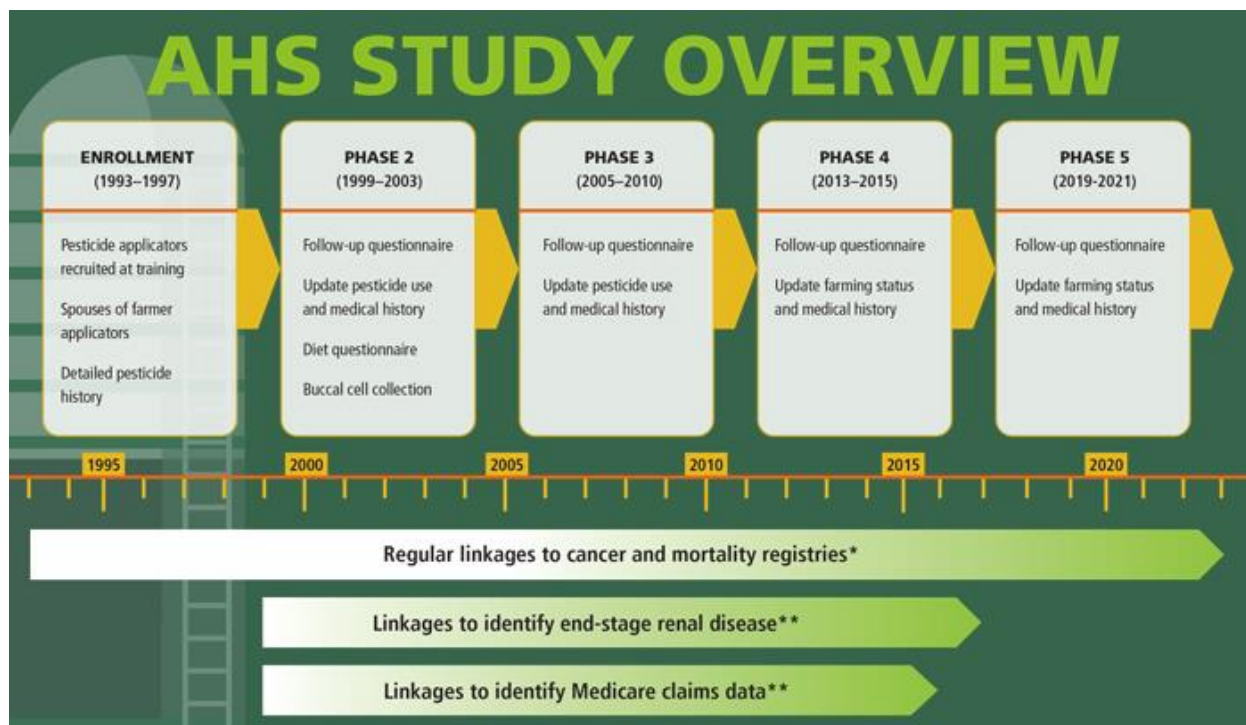 AHS STUDY OVERVIEW
ENROLLMENT
(1993–1997)
Pesticide applicators
recruited at training
Spouses of farmer
applicators
Detailed pesticide
history
PHASE 2
(1999–2003)
Follow-up questionnaire
Update pesticide use
and medical history
Diet questionnaire
Buccal cell collection
PHASE 3
(2005–2010)
Follow-up questionnaire
Update pesticide use
and medical history
PHASE 4
(2013–2015)
Follow-up questionnaire
Update farming status
and medical history
PHASE 5
(2019-2021)
Follow-up questionnaire
Update farming status
and medical history
1995
2000
2005
2010
2015
2020
Regular linkages to cancer and mortality registries*
Linkages to identify end-stage renal disease**
Linkages to identify Medicare claims data**